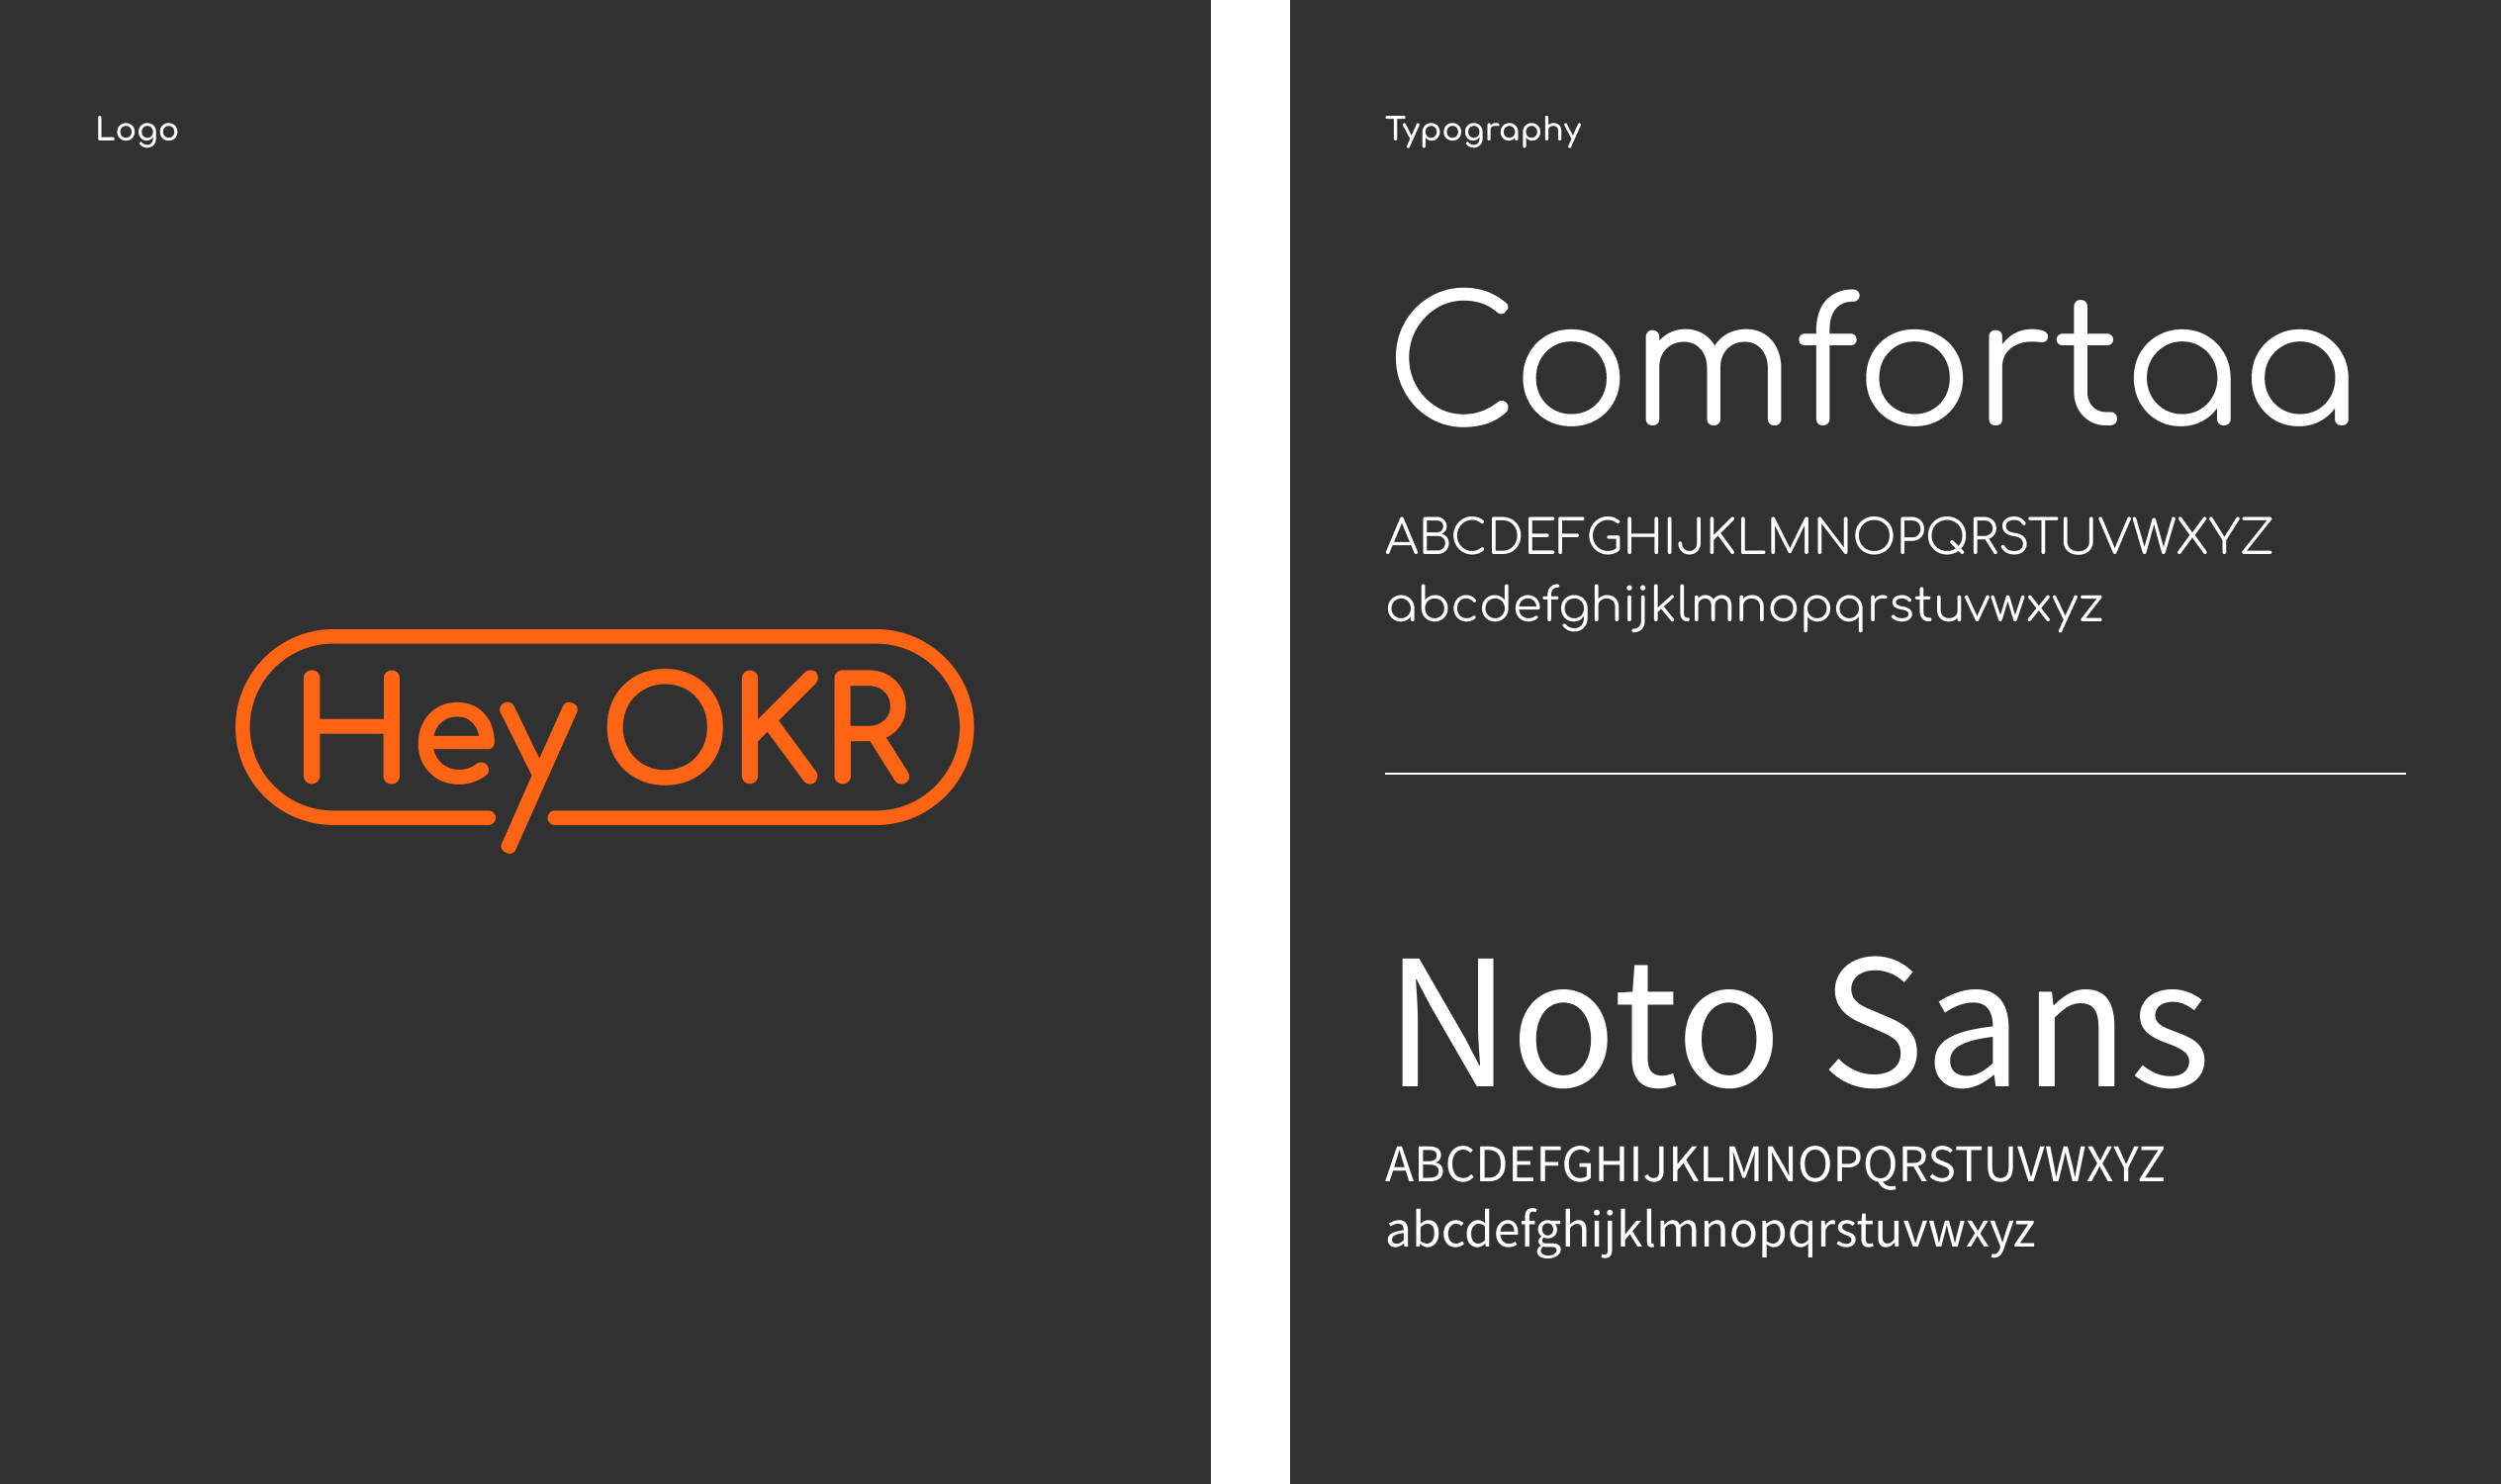 Logo
Hey OKR
Typography
Comfortaa
ABCDEFGHIJKLMNOPQRSTUVWXYZ
abcdefghijklmnopqrstuvwxyz
Noto Sans
ABCDEFGHIJKLMNOPQRSTUVWXYZ
abcdefghijklmnopqrstuvwxyz